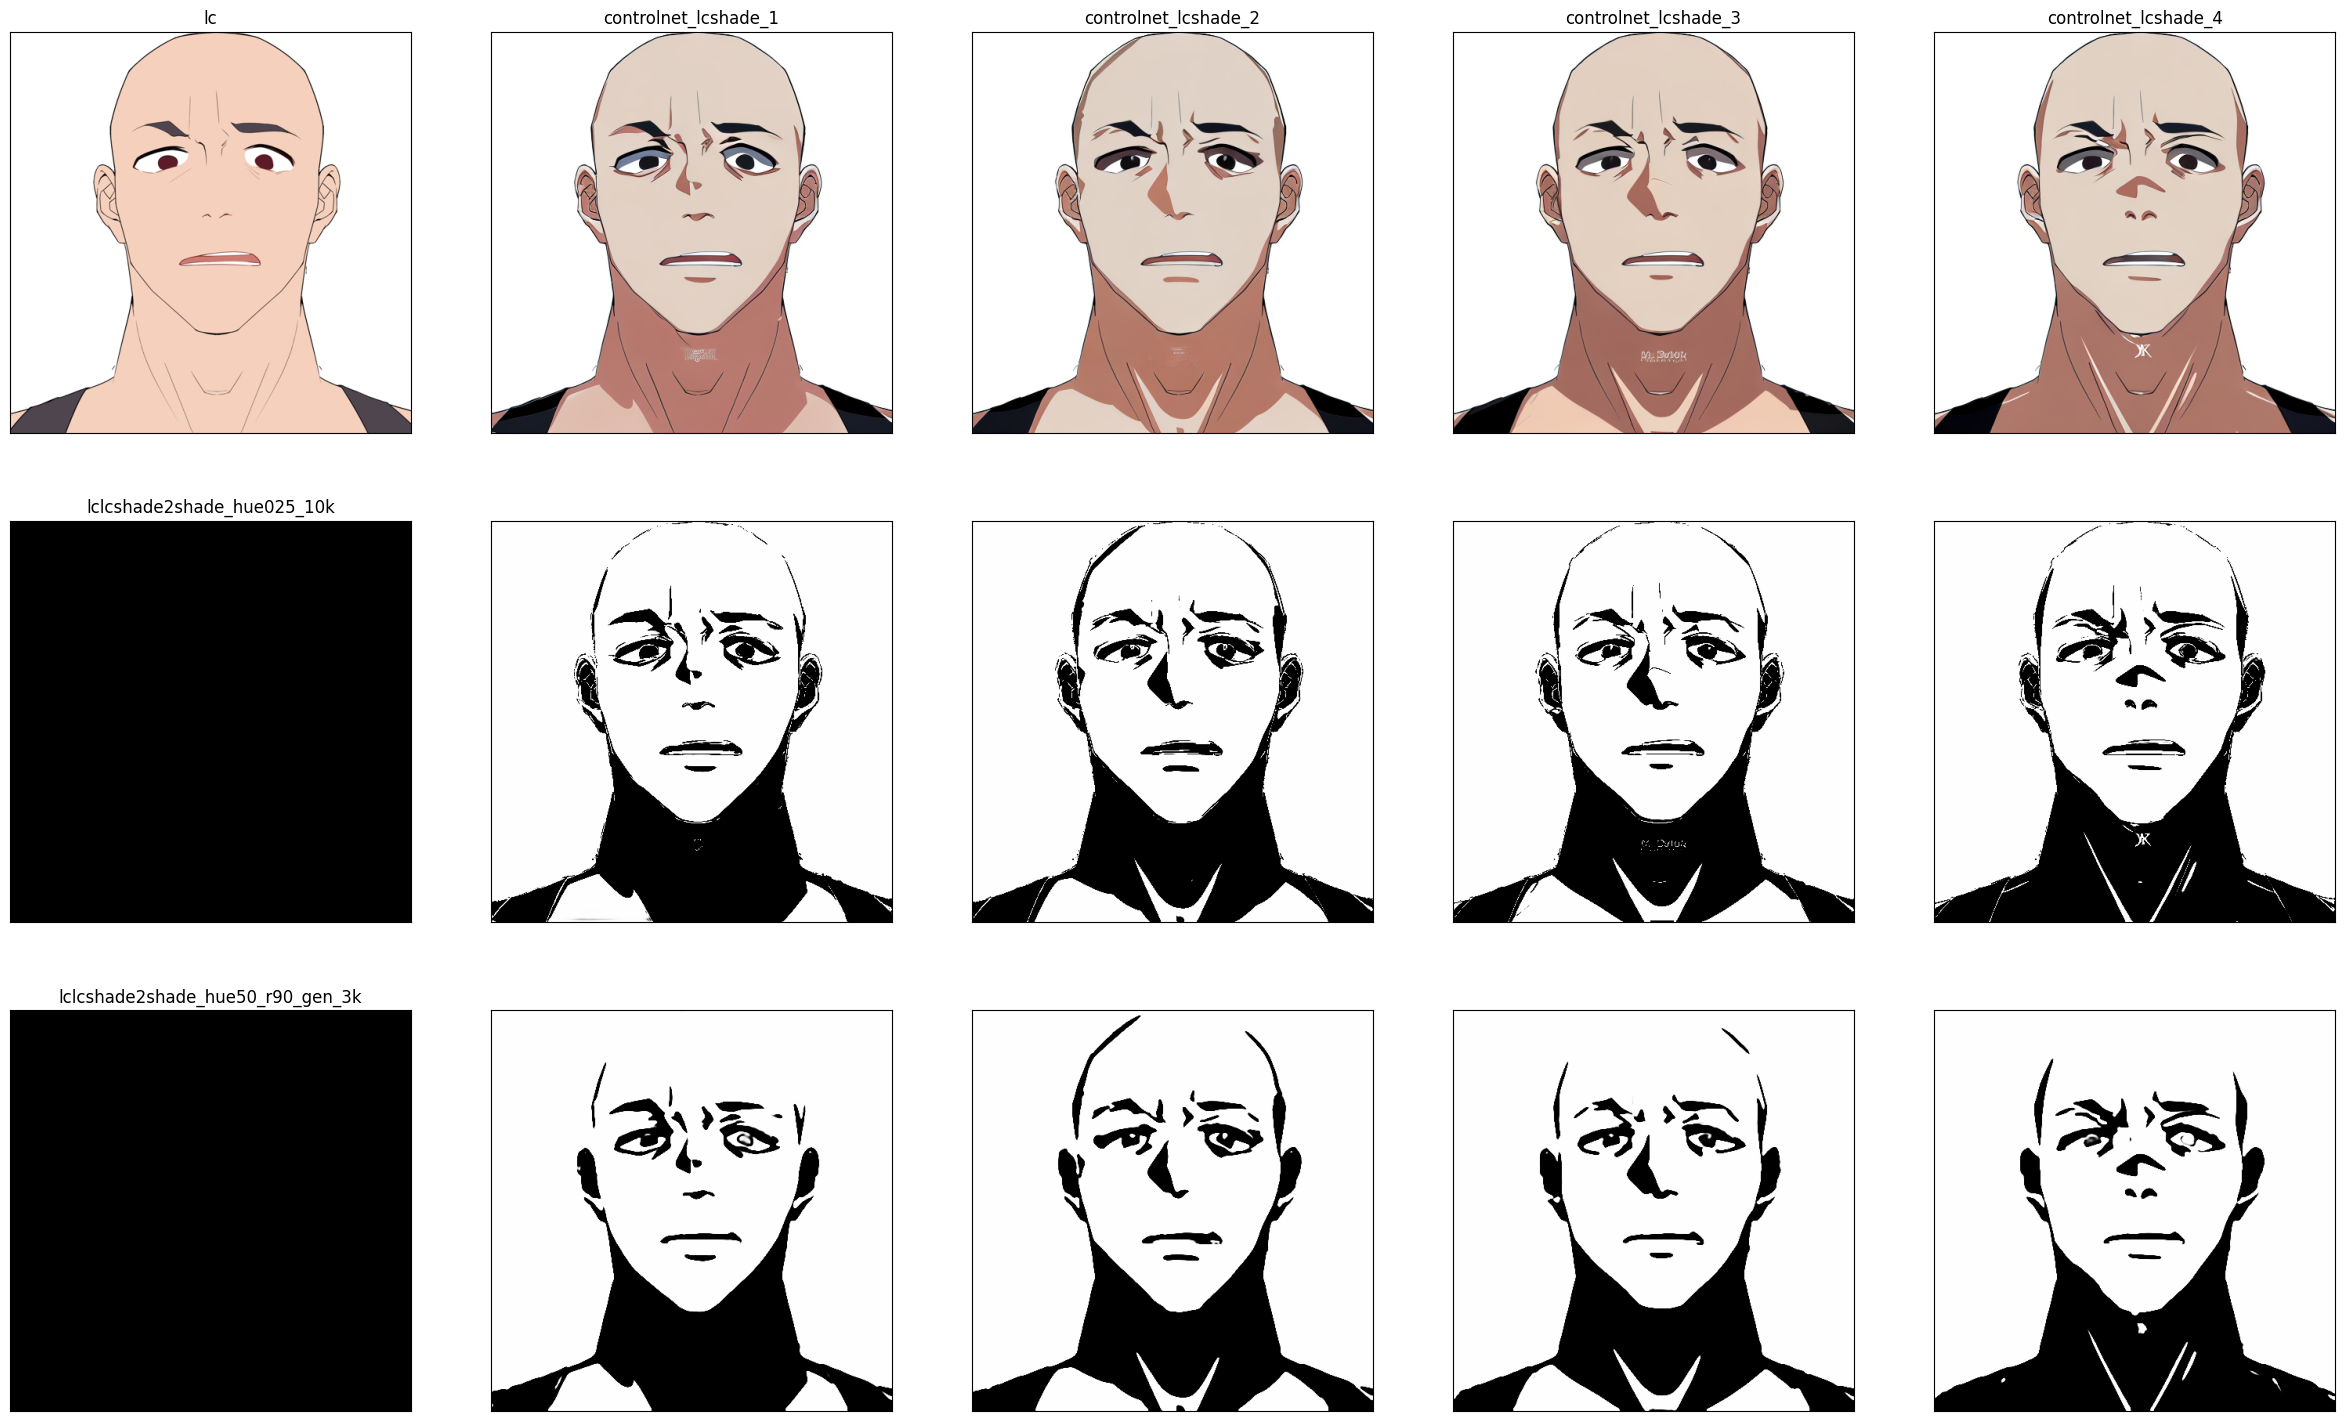 lc
controlnet_lcshade_1
controlnet_lcshade_2
controlnet_lcshade_3
controlnet_lcshade_4
lclcshade2shade_hue025_10k
lclcshade2shade_hue50_r90_gen_3k